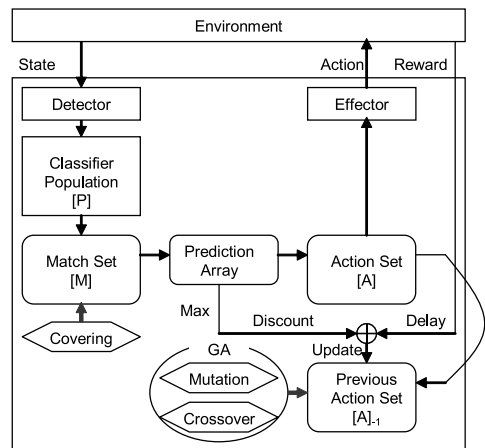 Environment
State
Action
Reward
Detector
Effector
Classifier
Population
[P]
Match Set
[M]
Prediction
Array
Action Set
[A]
Max
Discount
Delay
Covering
GA
Update
Mutation
Crossover
Previous
Action Set
[A]-1